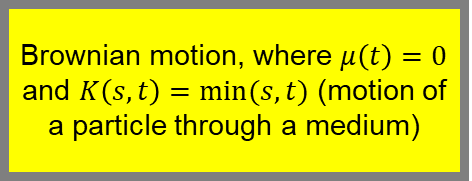 Brownian motion, where μ(t) = 0
and K(s, t) = min(s, t) (motion of
a particle through a medium)